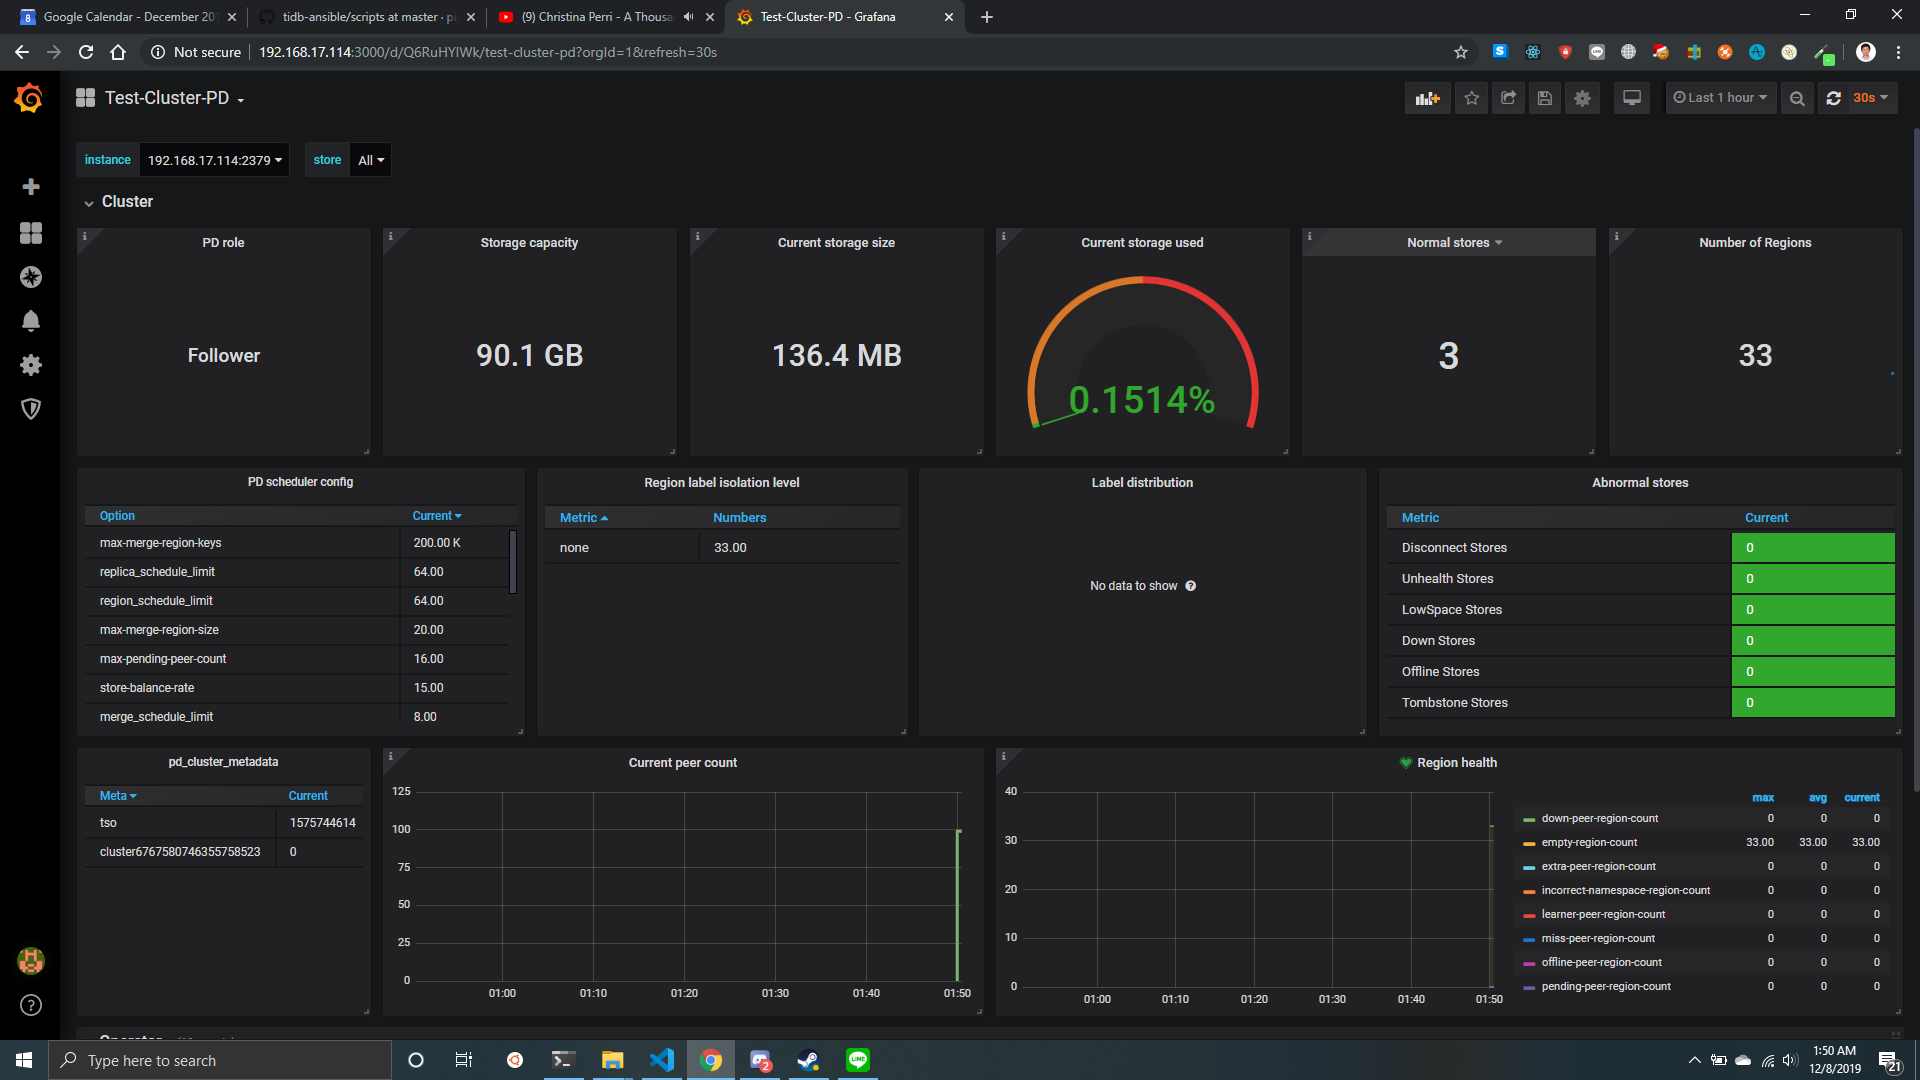 Google Calendar - December 201
tidb-ansible/scripts at master · pi
(9) Christina Perri - A Thousa
Test-Cluster-PD - Grafana
Not secure
192.168.17.114:3000/d/Q6RuHYlWk/test-cluster-pd?orgId=1&refresh=30s
Test-Cluster-PD
Last 1 hour
30s
instance
192.168.17.114:2379
store
All
Cluster
PD role
Follower
Storage capacity
90.1 GB
Current storage size
136.4 MB
Current storage used
0.1514%
Normal stores
3
Number of Regions
33
PD scheduler config
Option Current
max-merge-region-keys 200.00 K
replica_schedule_limit 64.00
region_schedule_limit 64.00
max-merge-region-size 20.00
max-pending-peer-count 16.00
store-balance-rate 15.00
merge_schedule_limit 8.00
Region label isolation level
Metric Numbers
none 33.00
Label distribution
No data to show
Abnormal stores
Metric Current
Disconnect Stores 0
Unhealth Stores 0
LowSpace Stores 0
Down Stores 0
Offline Stores 0
Tombstone Stores 0
pd_cluster_metadata
Meta Current
tso 1575744614
cluster6767580746355758523 0
Current peer count
125
100
75
50
25
0
01:00 01:10 01:20 01:30 01:40 01:50
Region health
40
30
20
10
0
01:00 01:10 01:20 01:30 01:40 01:50
max avg current
down-peer-region-count 0 0 0
empty-region-count 33.00 33.00 33.00
extra-peer-region-count 0 0 0
incorrect-namespace-region-count 0 0 0
learner-peer-region-count 0 0 0
miss-peer-region-count 0 0 0
offline-peer-region-count 0 0 0
pending-peer-region-count 0 0 0
Type here to search
2
LINE
1:50 AM
12/8/2019
21